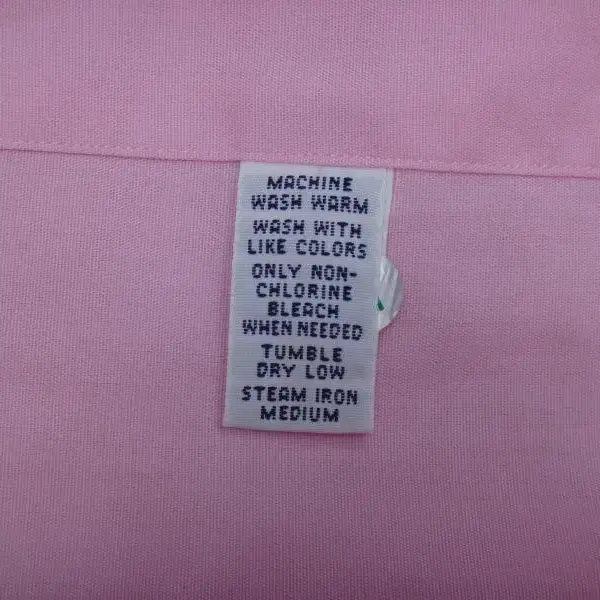 MACHINE
WASH WARM
WASH WITH
LIKE COLORS
ONLY NON-
CHLORINE
BLEACH
WHEN NEEDED
TUMBLE
DRY LOW
STEAM IRON
MEDIUM